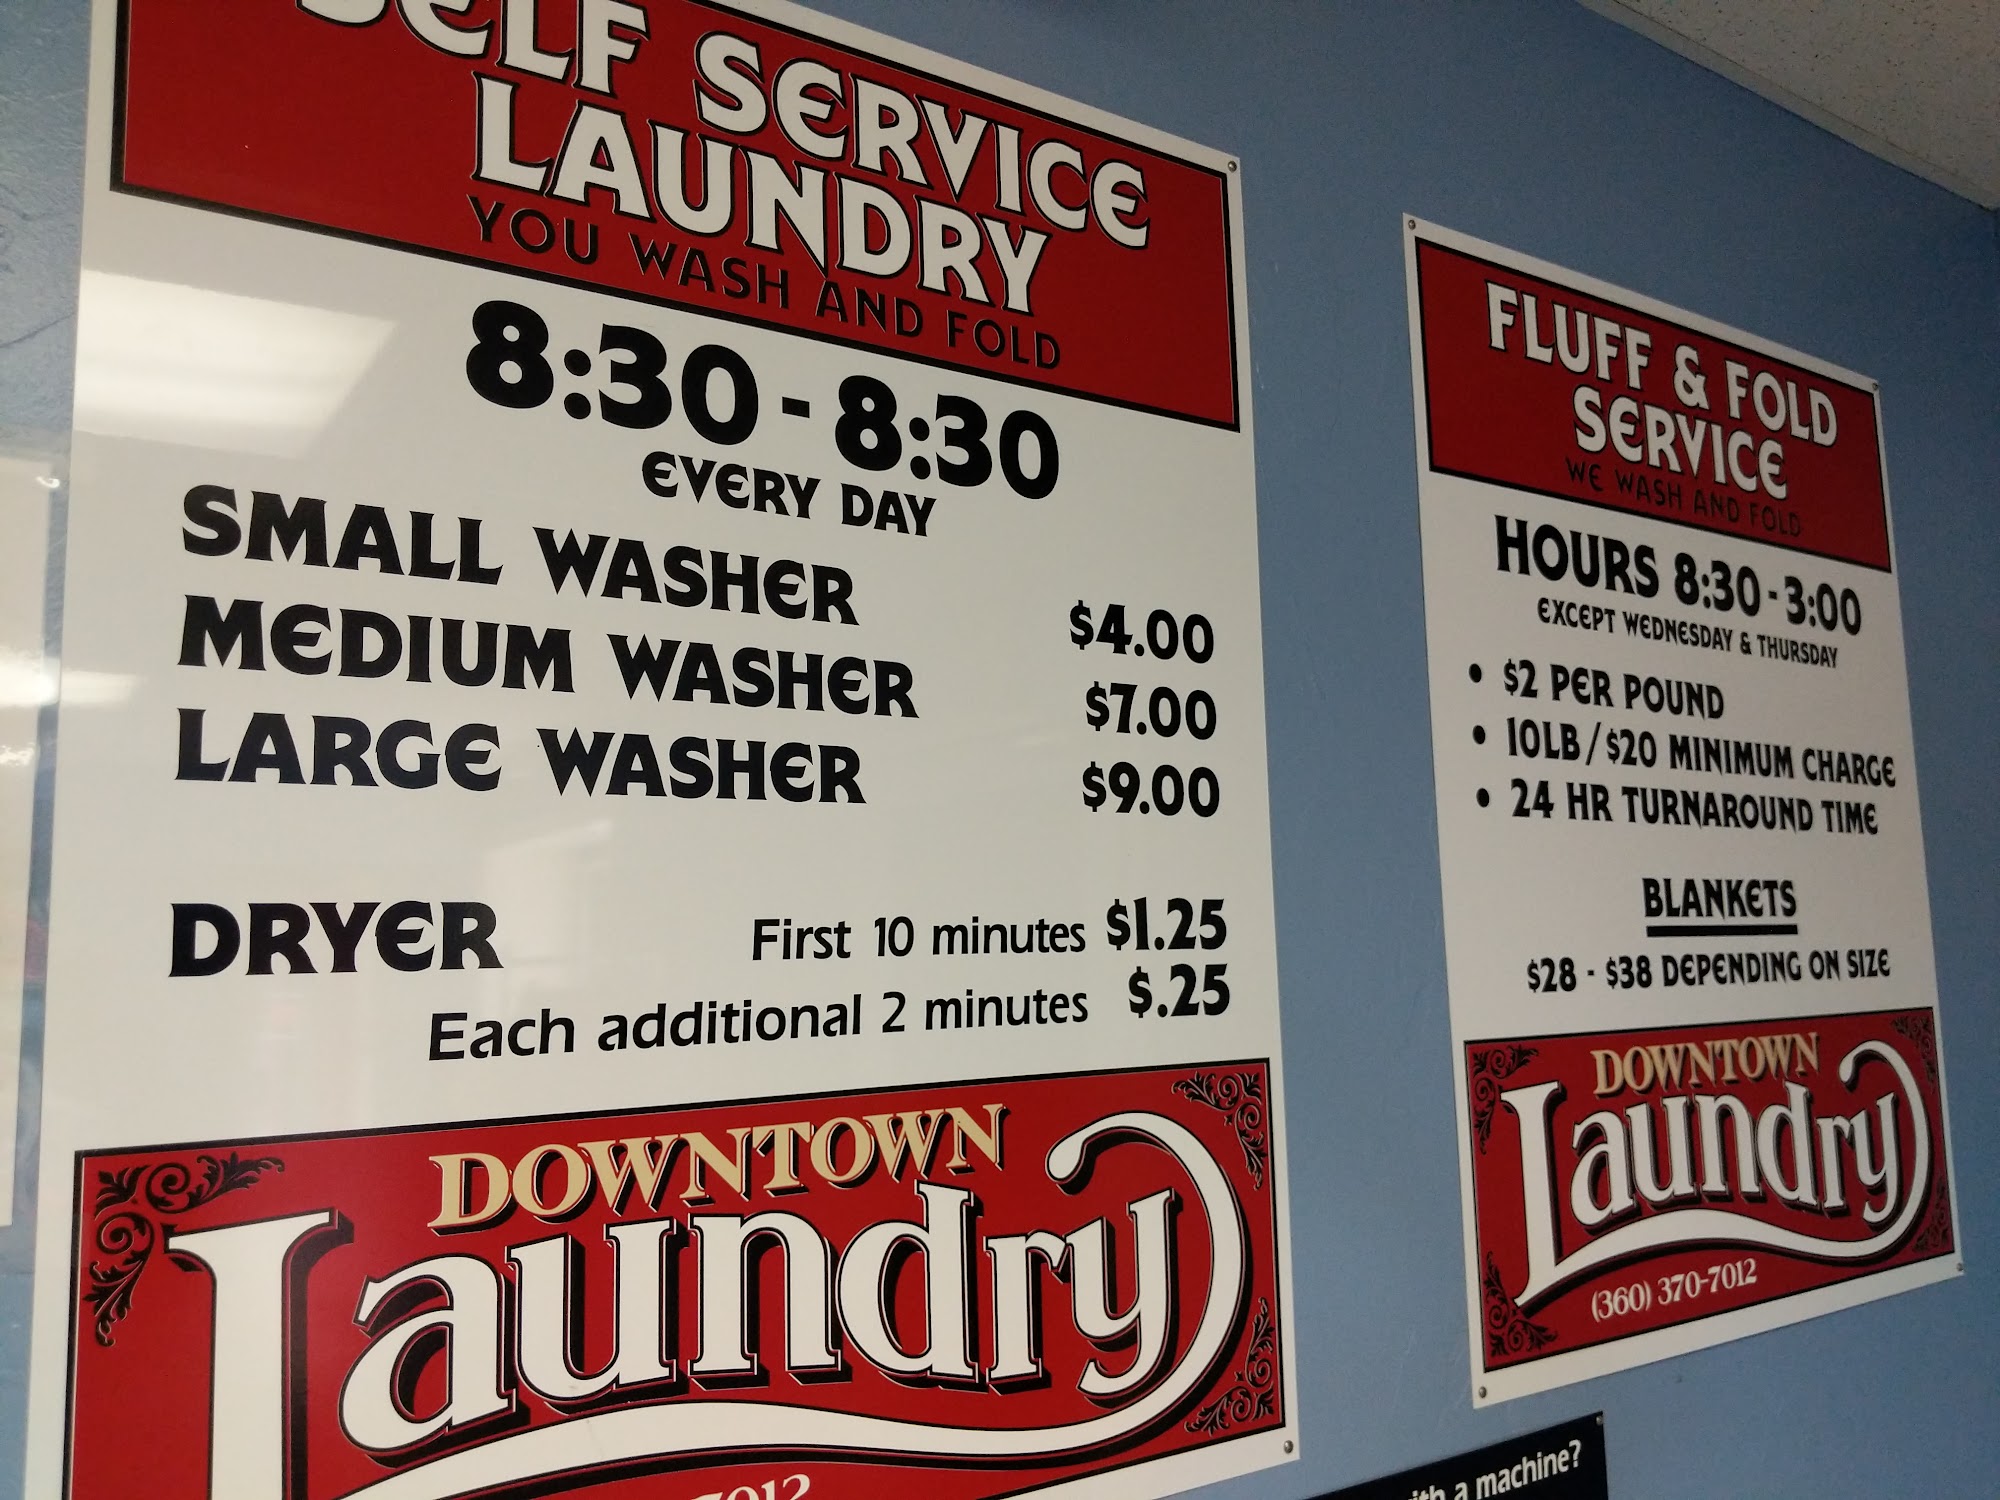 SELF SERVICE
LAUNDRY
YOU WASH AND FOLD
8:30 - 8:30
EVERY DAY
SMALL WASHER $4.00
MEDIUM WASHER $7.00
LARGE WASHER $9.00
DRYER First 10 minutes $1.25
Each additional 2 minutes $.25
DOWNTOWN
Laundry
7012
FLUFF & FOLD
SERVICE
WE WASH AND FOLD
HOURS 8:30 - 3:00
EXCEPT WEDNESDAY & THURSDAY
• $2 PER POUND
• 10LB / $20 MINIMUM CHARGE
• 24 HR TURNAROUND TIME
BLANKETS
$28 - $38 DEPENDING ON SIZE
DOWNTOWN
Laundry
(360) 370-7012
with a machine?